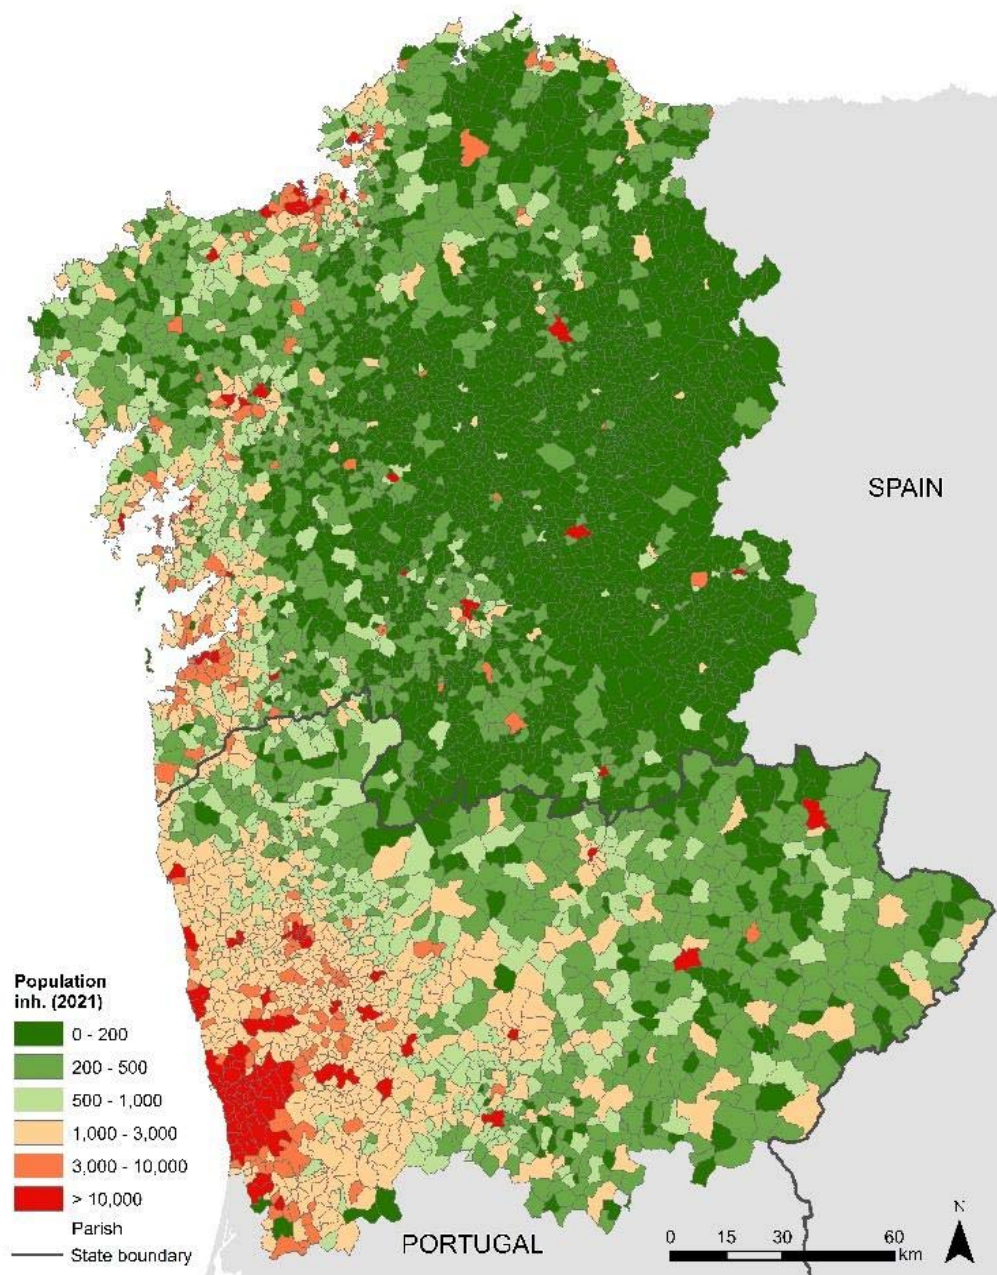 SPAIN
Population
inh. (2021)
0 - 200
200 - 500
500 - 1,000
1,000 - 3,000
3,000 - 10,000
> 10,000
Parish
State boundary
PORTUGAL
N
0 15 30 60
km